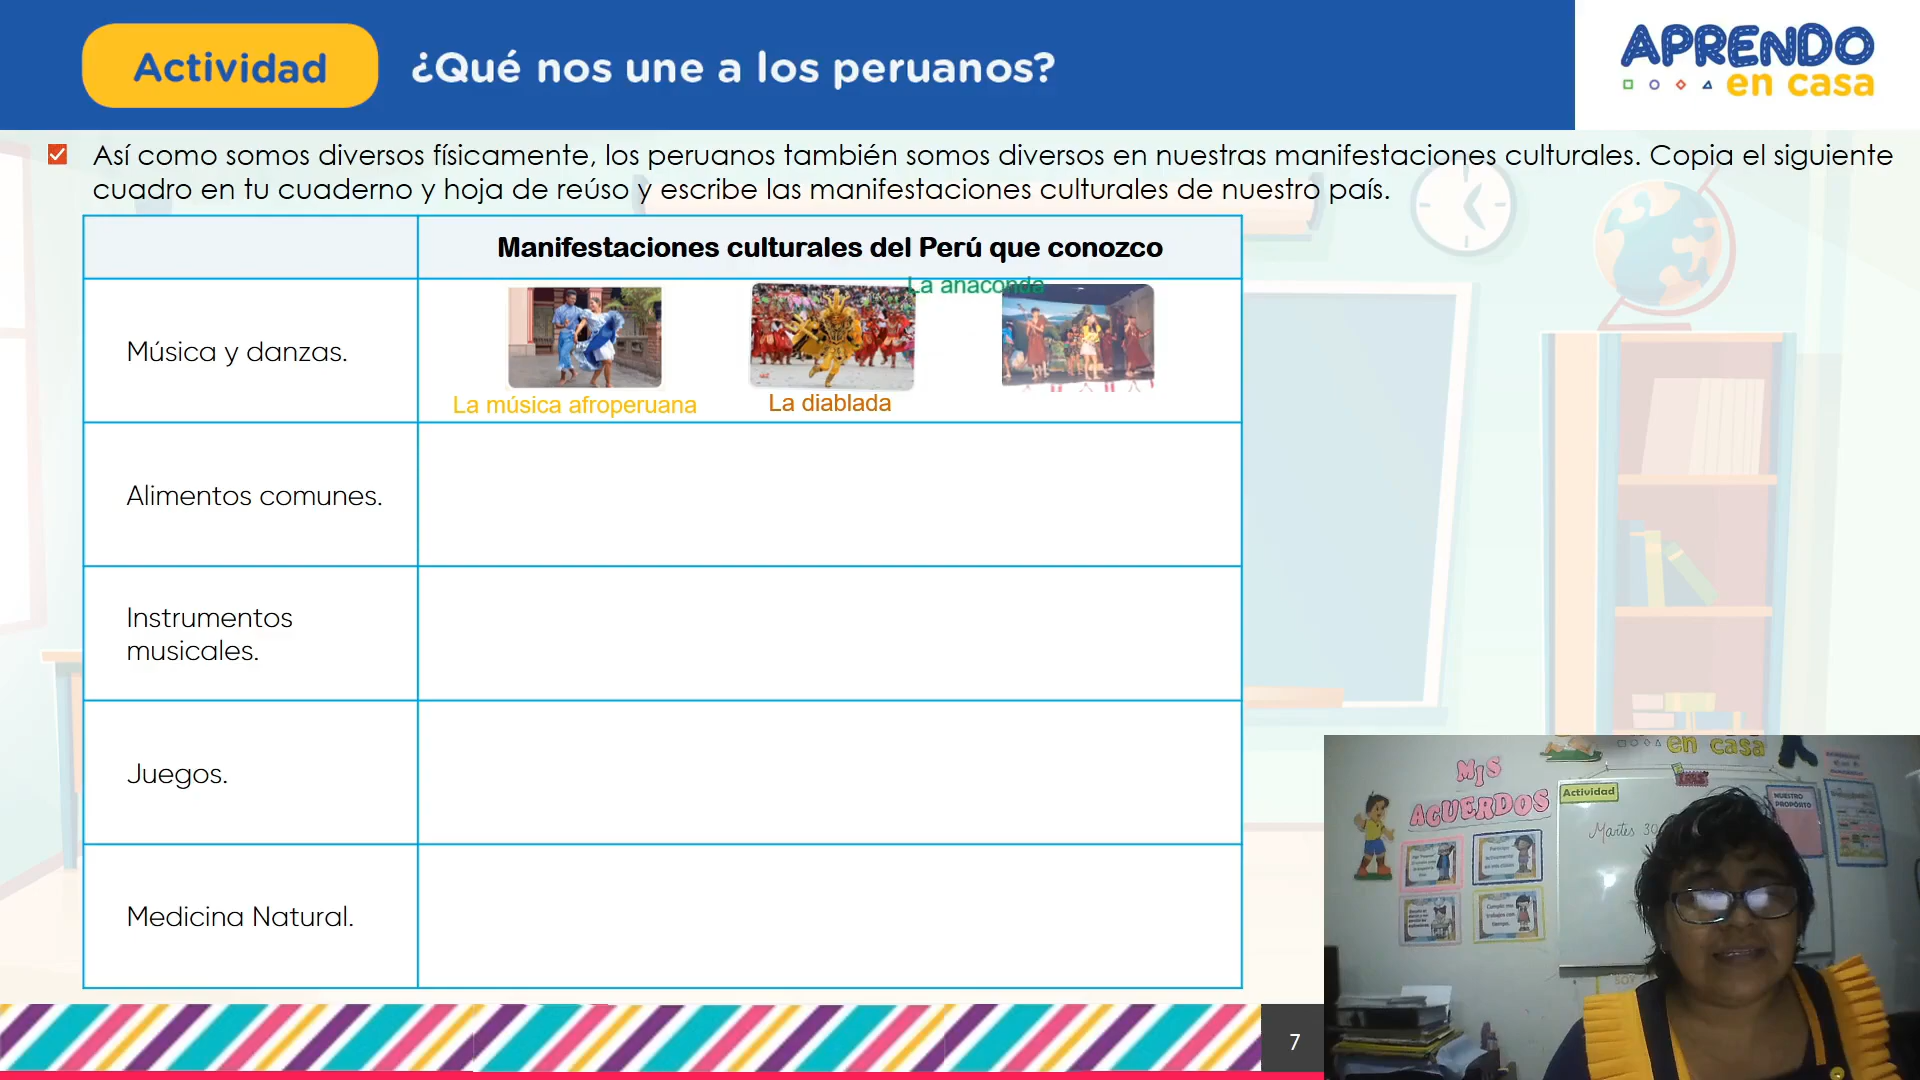 Actividad
¿Qué nos une a los peruanos?
APRENDO
en casa
Así como somos diversos físicamente, los peruanos también somos diversos en nuestras manifestaciones culturales. Copia el siguiente
cuadro en tu cuaderno y hoja de reúso y escribe las manifestaciones culturales de nuestro país.
Manifestaciones culturales del Perú que conozco
La anaconda
Música y danzas.
La música afroperuana
La diablada
Alimentos comunes.
Instrumentos
musicales.
Juegos.
Medicina Natural.
7
en casa
MIS
ACUERDOS
Actividad
NUESTRO
PROPÓSITO
Martes 30